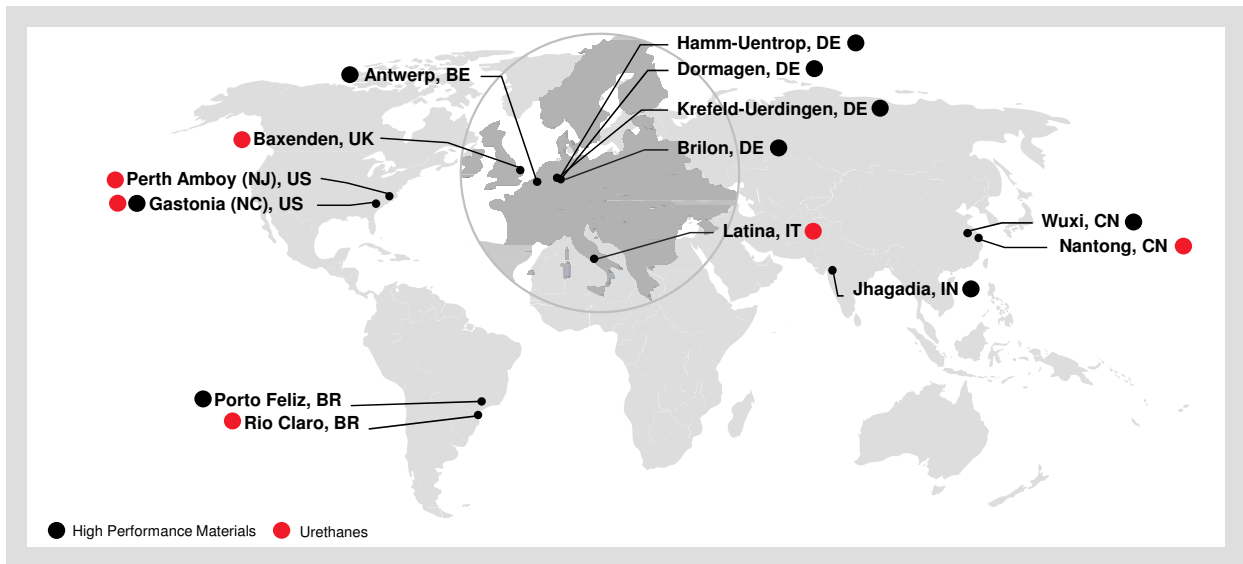 Hamm-Uentrop, DE
Antwerp, BE
Dormagen, DE
Krefeld-Uerdingen, DE
Baxenden, UK
Brilon, DE
Perth Amboy (NJ), US
Gastonia (NC), US
Wuxi, CN
Latina, IT
Nantong, CN
Jhagadia, IN
Porto Feliz, BR
Rio Claro, BR
High Performance Materials
Urethanes